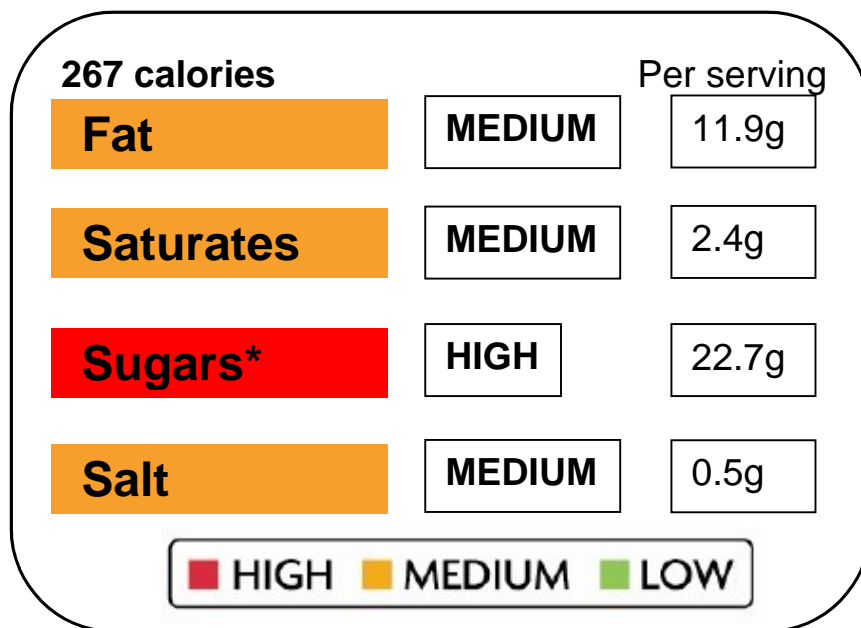 267 calories Per serving
Fat MEDIUM 11.9g
Saturates MEDIUM 2.4g
Sugars* HIGH 22.7g
Salt MEDIUM 0.5g
HIGH MEDIUM LOW